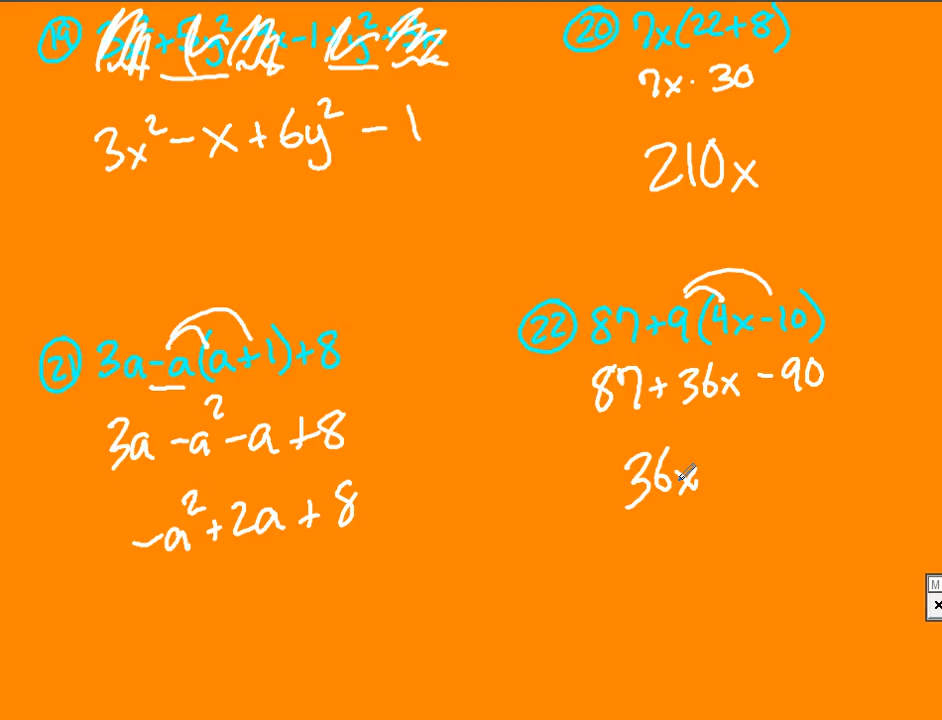 19
3x² - x + 6y² - 1
20 7x(22+8)
7x · 30
210x
21 3a-a(a+1)+8
3a -a² -a +8
-a² + 2a + 8
22 87+9(4x-10)
87 + 36x - 90
36x
M